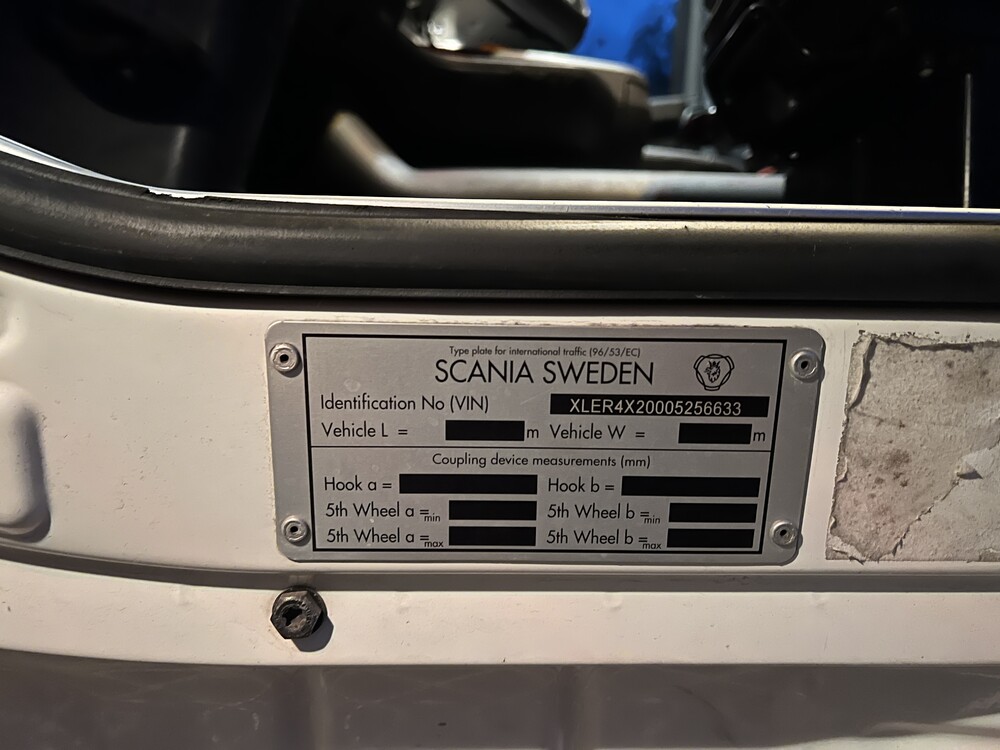 Type plate for international traffic (96/53/EC)
SCANIA SWEDEN
Identification No (VIN) XLER4X20005256633
Vehicle L = m Vehicle W = m
Coupling device measurements (mm)
Hook a = Hook b =
5th Wheel a = min 5th Wheel b = min
5th Wheel a = max 5th Wheel b = max